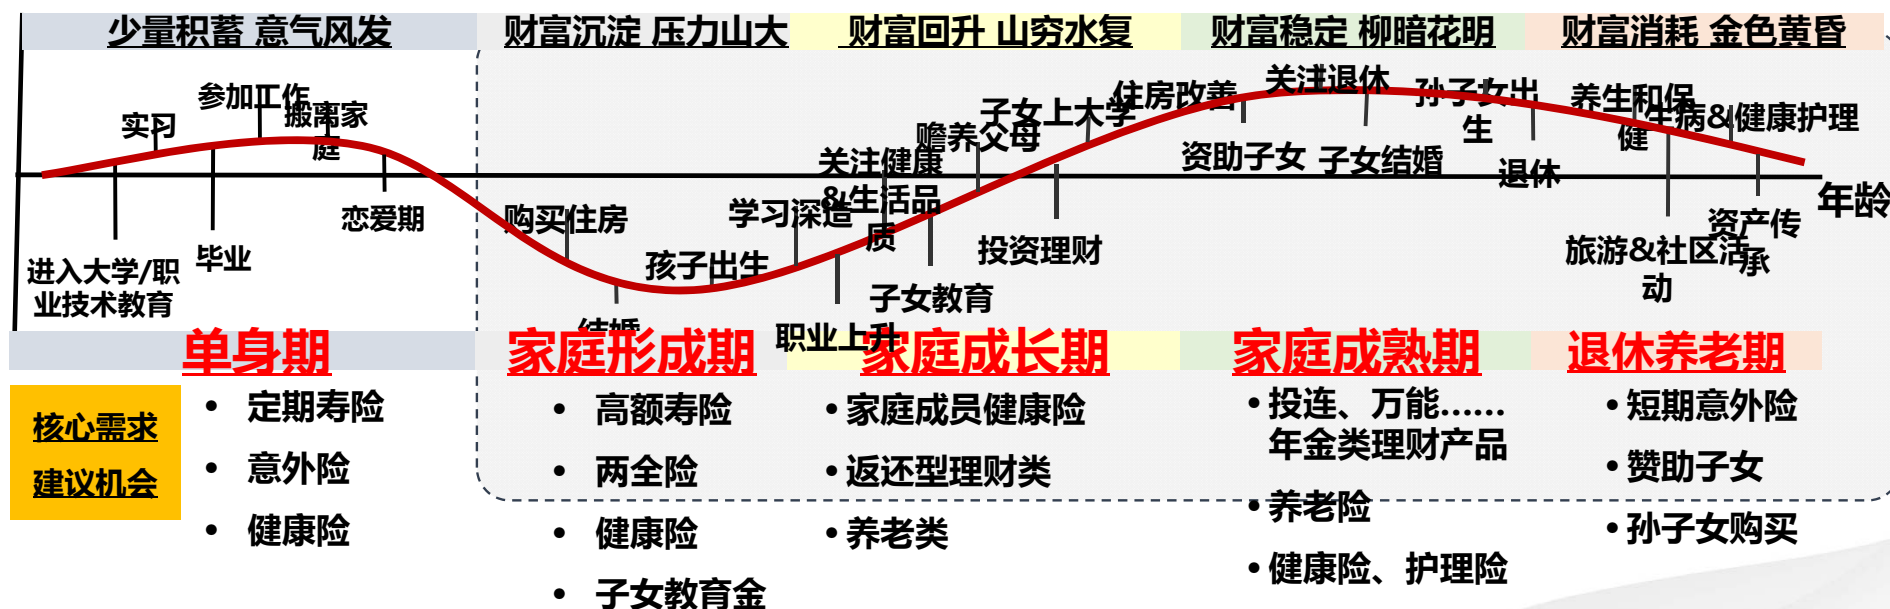 少量积蓄 意气风发
财富沉淀 压力山大
财富回升 山穷水复
财富稳定 柳暗花明
财富消耗 金色黄昏
实习
参加工作
搬离家
庭
进入大学/职
业技术教育
毕业
恋爱期
购买住房
结婚
孩子出生
学习深造
职业上升
关注健康
&生活品
质
子女教育
赡养父母
投资理财
子女上大学
住房改善
资助子女
关注退休
子女结婚
孙子女出
生
退休
养生和保
健
旅游&社区活
动
生病&健康护理
资产传
承
年龄
单身期
家庭形成期
家庭成长期
家庭成熟期
退休养老期
核心需求
建议机会
• 定期寿险
• 意外险
• 健康险
• 高额寿险
• 两全险
• 健康险
• 子女教育金
• 家庭成员健康险
• 返还型理财类
• 养老类
• 投连、万能……
年金类理财产品
• 养老险
• 健康险、护理险
• 短期意外险
• 赞助子女
• 孙子女购买